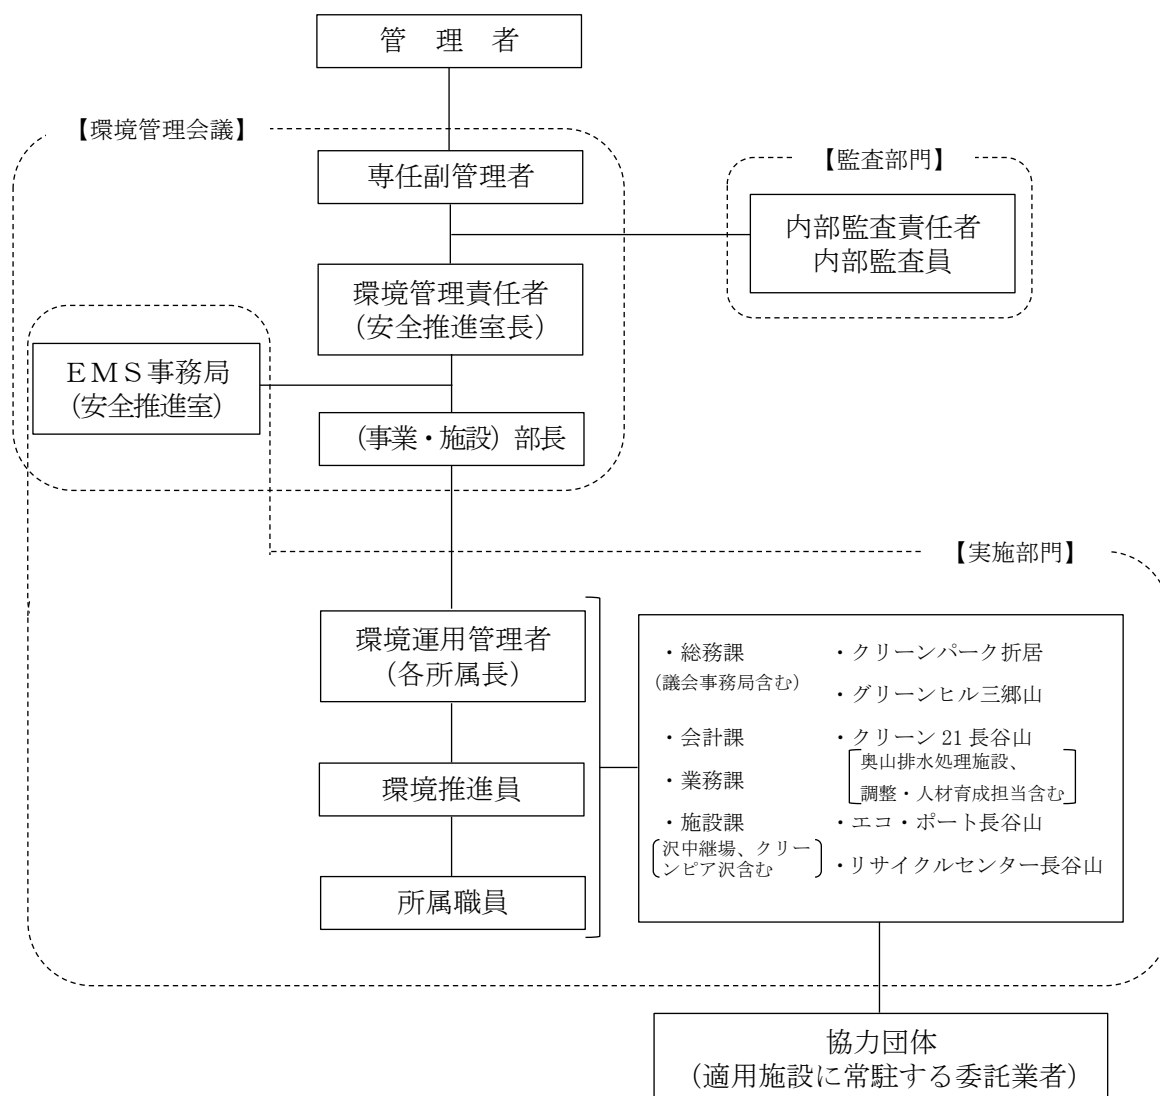 管　理　者
【環境管理会議】
専任副管理者
【監査部門】
内部監査責任者
内部監査員
環境管理責任者
（安全推進室長）
ＥＭＳ事務局
（安全推進室）
（事業・施設）部長
【実施部門】
環境運用管理者
（各所属長）
環境推進員
所属職員
・総務課
（議会事務局含む）
・会計課
・業務課
・施設課
沢中継場、クリー
ンピア沢含む
・クリーンパーク折居
・グリーンヒル三郷山
・クリーン 21 長谷山
奥山排水処理施設、
調整・人材育成担当含む
・エコ・ポート長谷山
・リサイクルセンター長谷山
協力団体
（適用施設に常駐する委託業者）